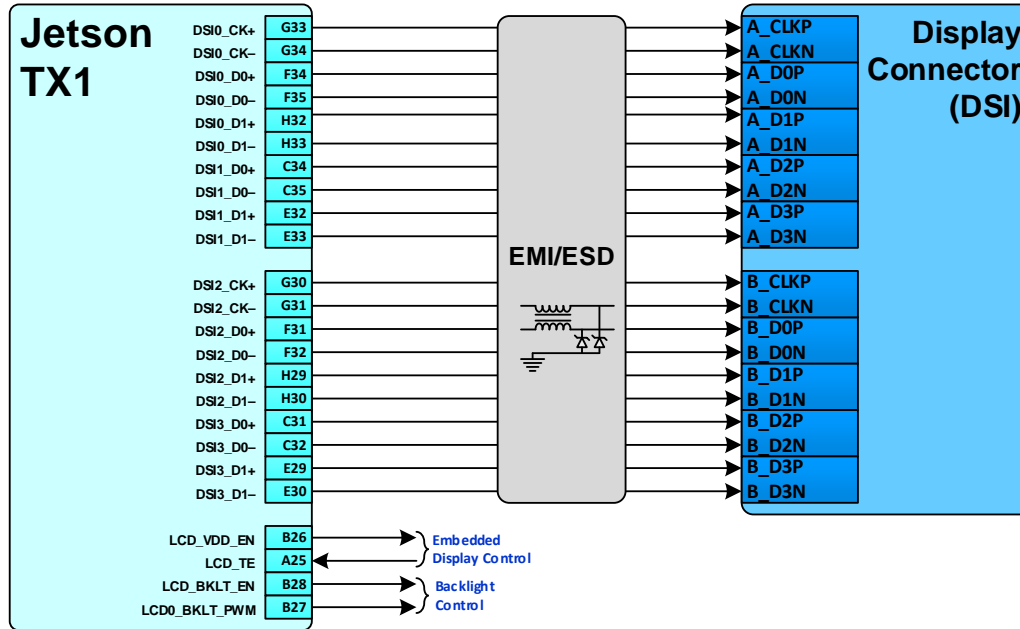 Jetson
TX1
Display
Connector
(DSI)
EMI/ESD
DSI0_CK+ G33 A_CLKP
DSI0_CK– G34 A_CLKN
DSI0_D0+ F34 A_D0P
DSI0_D0– F35 A_D0N
DSI0_D1+ H32 A_D1P
DSI0_D1– H33 A_D1N
DSI1_D0+ C34 A_D2P
DSI1_D0– C35 A_D2N
DSI1_D1+ E32 A_D3P
DSI1_D1– E33 A_D3N
DSI2_CK+ G30 B_CLKP
DSI2_CK– G31 B_CLKN
DSI2_D0+ F31 B_D0P
DSI2_D0– F32 B_D0N
DSI2_D1+ H29 B_D1P
DSI2_D1– H30 B_D1N
DSI3_D0+ C31 B_D2P
DSI3_D0– C32 B_D2N
DSI3_D1+ E29 B_D3P
DSI3_D1– E30 B_D3N
LCD_VDD_EN B26
LCD_TE A25
Embedded
Display Control
LCD_BKLT_EN B28
LCD0_BKLT_PWM B27
Backlight
Control